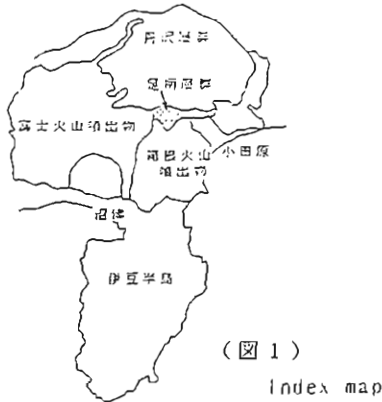 丹沢層群
足柄層群
富士火山噴出物
箱根火山
噴出物
小田原
沼津
伊豆半島
(図1)
Index map